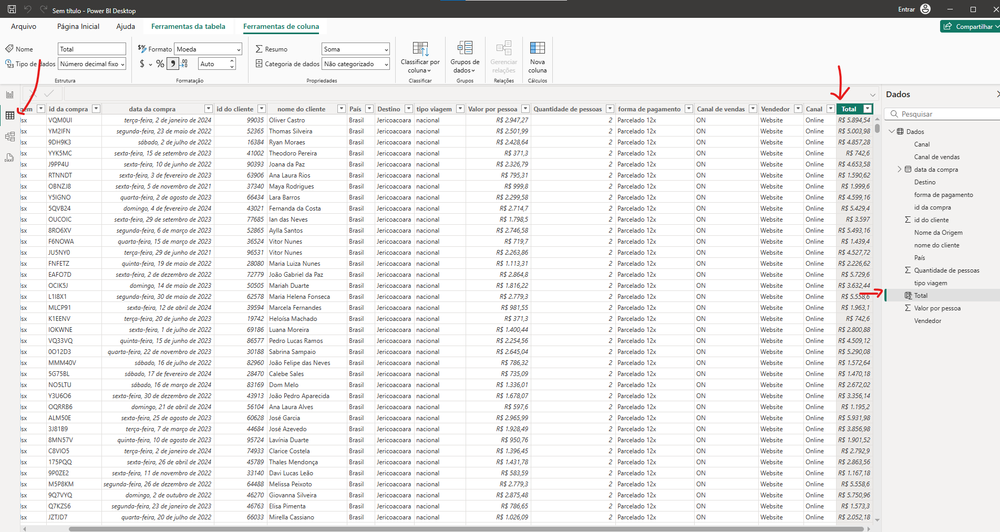 Sem título - Power BI Desktop
Entrar
Arquivo Página Inicial Ajuda Ferramentas da tabela Ferramentas de coluna
Compartilhar
Nome Total
Tipo de dados Número decimal fixo
Estrutura
Formato Moeda
$ % Auto
Formatação
Resumo Soma
Categoria de dados Não categorizado
Propriedades
Classificar por coluna
Classificar
Grupos de dados
Grupos
Gerenciar relações
Relações
Nova coluna
Cálculos
id da compra data da compra id do cliente nome do cliente País Destino tipo viagem Valor por pessoa Quantidade de pessoas forma de pagamento Canal de vendas Vendedor Canal Total
lsx VQM0UI terça-feira, 2 de janeiro de 2024 99035 Oliver Castro Brasil Jericoacoara nacional R$ 2.947,27 2 Parcelado 12x ON Website Online R$ 5.894,54
lsx YM2IFN segunda-feira, 23 de maio de 2022 52365 Thomas Silveira Brasil Jericoacoara nacional R$ 2.501,99 2 Parcelado 12x ON Website Online R$ 5.003,98
lsx 9DH9K3 sábado, 2 de julho de 2022 16384 Ryan Moraes Brasil Jericoacoara nacional R$ 2.428,64 2 Parcelado 12x ON Website Online R$ 4.857,28
lsx YYK5MC sexta-feira, 15 de setembro de 2023 41002 Theodoro Pereira Brasil Jericoacoara nacional R$ 371,3 2 Parcelado 12x ON Website Online R$ 742,6
lsx J9PP4U sexta-feira, 10 de junho de 2022 90393 Joana da Paz Brasil Jericoacoara nacional R$ 2.326,79 2 Parcelado 12x ON Website Online R$ 4.653,58
lsx RTNNDT sexta-feira, 3 de fevereiro de 2023 63906 Ana Laura Rios Brasil Jericoacoara nacional R$ 795,31 2 Parcelado 12x ON Website Online R$ 1.590,62
lsx OBNZJ8 sexta-feira, 5 de novembro de 2021 37340 Maya Rodrigues Brasil Jericoacoara nacional R$ 999,8 2 Parcelado 12x ON Website Online R$ 1.999,6
lsx Y5IGNO quarta-feira, 2 de agosto de 2023 66434 Lara Barros Brasil Jericoacoara nacional R$ 2.299,58 2 Parcelado 12x ON Website Online R$ 4.599,16
lsx 5QVB24 domingo, 4 de fevereiro de 2024 43021 Fernanda da Costa Brasil Jericoacoara nacional R$ 2.714,7 2 Parcelado 12x ON Website Online R$ 5.429,4
lsx OUCOIC sexta-feira, 29 de setembro de 2023 77685 Ian das Neves Brasil Jericoacoara nacional R$ 1.798,5 2 Parcelado 12x ON Website Online R$ 3.597
lsx 8RO6XV segunda-feira, 6 de março de 2023 52865 Aylla Santos Brasil Jericoacoara nacional R$ 2.746,58 2 Parcelado 12x ON Website Online R$ 5.493,16
lsx F6NOWA quarta-feira, 15 de março de 2023 36524 Vitor Nunes Brasil Jericoacoara nacional R$ 719,7 2 Parcelado 12x ON Website Online R$ 1.439,4
lsx JU5NY0 terça-feira, 29 de junho de 2021 96531 Vitor Nunes Brasil Jericoacoara nacional R$ 2.263,86 2 Parcelado 12x ON Website Online R$ 4.527,72
lsx FNFETZ quinta-feira, 19 de maio de 2022 28080 Maria Luiza Nunes Brasil Jericoacoara nacional R$ 1.113,31 2 Parcelado 12x ON Website Online R$ 2.226,62
lsx EAFO7D sexta-feira, 2 de dezembro de 2022 72779 João Gabriel da Paz Brasil Jericoacoara nacional R$ 2.864,8 2 Parcelado 12x ON Website Online R$ 5.729,6
lsx OCIK5J domingo, 14 de maio de 2023 50505 Mariah Duarte Brasil Jericoacoara nacional R$ 1.816,22 2 Parcelado 12x ON Website Online R$ 3.632,44
lsx L1I8X1 segunda-feira, 30 de maio de 2022 62578 Maria Helena Fonseca Brasil Jericoacoara nacional R$ 2.779,3 2 Parcelado 12x ON Website Online R$ 5.558,6
lsx MLCP91 sexta-feira, 12 de abril de 2024 39594 Marcela Fernandes Brasil Jericoacoara nacional R$ 981,55 2 Parcelado 12x ON Website Online R$ 1.963,1
lsx K1EENV terça-feira, 20 de junho de 2023 19742 Heloísa Machado Brasil Jericoacoara nacional R$ 371,3 2 Parcelado 12x ON Website Online R$ 742,6
lsx IOKWNE sexta-feira, 1 de julho de 2022 69186 Luana Moreira Brasil Jericoacoara nacional R$ 1.400,44 2 Parcelado 12x ON Website Online R$ 2.800,88
lsx VQ33VQ quinta-feira, 15 de junho de 2023 86577 Pedro Lucas Ramos Brasil Jericoacoara nacional R$ 2.254,56 2 Parcelado 12x ON Website Online R$ 4.509,12
lsx 0O12D3 quarta-feira, 22 de novembro de 2023 30188 Sabrina Sampaio Brasil Jericoacoara nacional R$ 2.645,04 2 Parcelado 12x ON Website Online R$ 5.290,08
lsx MMM40V sábado, 16 de julho de 2022 82960 João Felipe das Neves Brasil Jericoacoara nacional R$ 786,32 2 Parcelado 12x ON Website Online R$ 1.572,64
lsx 5G75BL sábado, 17 de fevereiro de 2024 28470 Calebe Sales Brasil Jericoacoara nacional R$ 735,09 2 Parcelado 12x ON Website Online R$ 1.470,18
lsx NO5LTU sábado, 16 de março de 2024 83169 Dom Melo Brasil Jericoacoara nacional R$ 1.336,01 2 Parcelado 12x ON Website Online R$ 2.672,02
lsx Y3U6O6 sexta-feira, 30 de dezembro de 2022 43913 João Pedro Aparecida Brasil Jericoacoara nacional R$ 1.678,07 2 Parcelado 12x ON Website Online R$ 3.356,14
lsx OQRRB6 domingo, 21 de abril de 2024 56104 Ana Laura Alves Brasil Jericoacoara nacional R$ 597,6 2 Parcelado 12x ON Website Online R$ 1.195,2
lsx ALM50E sexta-feira, 25 de agosto de 2023 60628 José Garcia Brasil Jericoacoara nacional R$ 2.965,99 2 Parcelado 12x ON Website Online R$ 5.931,98
lsx 3J81B9 terça-feira, 7 de março de 2023 44684 José Azevedo Brasil Jericoacoara nacional R$ 1.928,49 2 Parcelado 12x ON Website Online R$ 3.856,98
lsx 8MN57V quinta-feira, 10 de agosto de 2023 95724 Lavínia Duarte Brasil Jericoacoara nacional R$ 950,76 2 Parcelado 12x ON Website Online R$ 1.901,52
lsx C8VIO5 terça-feira, 2 de janeiro de 2024 74933 Clarice Costela Brasil Jericoacoara nacional R$ 1.396,45 2 Parcelado 12x ON Website Online R$ 2.792,9
lsx 175PQQ sexta-feira, 26 de abril de 2024 45789 Thales Mendonça Brasil Jericoacoara nacional R$ 1.431,78 2 Parcelado 12x ON Website Online R$ 2.863,56
lsx 9P0ZE2 sexta-feira, 11 de novembro de 2022 33140 Davi Lucas Leão Brasil Jericoacoara nacional R$ 583,59 2 Parcelado 12x ON Website Online R$ 1.167,18
lsx M5P8KM segunda-feira, 26 de dezembro de 2022 64488 Melissa Peixoto Brasil Jericoacoara nacional R$ 2.779,3 2 Parcelado 12x ON Website Online R$ 5.558,6
lsx 9Q7VYQ domingo, 2 de outubro de 2022 46270 Giovanna Silveira Brasil Jericoacoara nacional R$ 2.875,48 2 Parcelado 12x ON Website Online R$ 5.750,96
lsx Q7KZS6 segunda-feira, 23 de janeiro de 2023 46763 Elisa Pimenta Brasil Jericoacoara nacional R$ 786,65 2 Parcelado 12x ON Website Online R$ 1.573,3
lsx JZTJD7 quarta-feira, 20 de julho de 2022 66033 Mirella Cassiano Brasil Jericoacoara nacional R$ 1.026,09 2 Parcelado 12x ON Website Online R$ 2.052,18
Dados
Pesquisar
Dados
Canal
Canal de vendas
data da compra
Destino
forma de pagamento
id da compra
id do cliente
Nome da Origem
nome do cliente
País
Quantidade de pessoas
tipo viagem
Total
Valor por pessoa
Vendedor